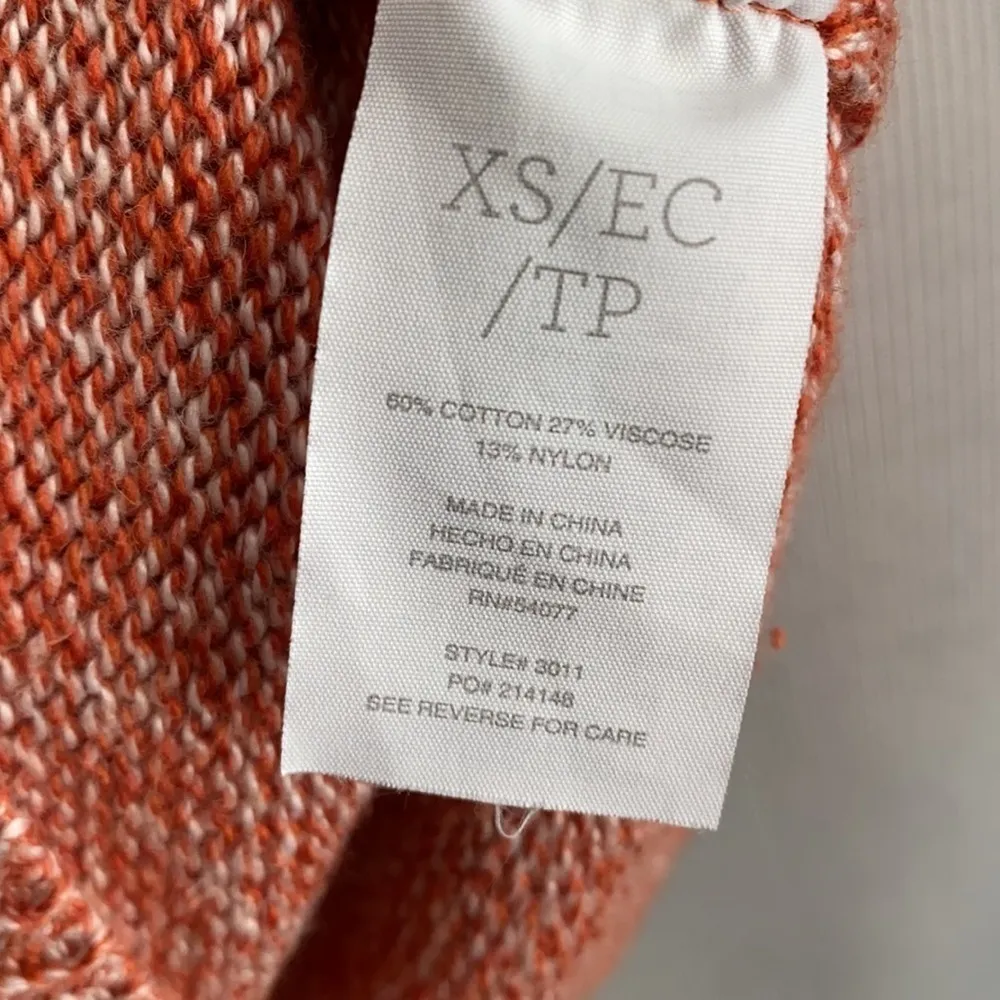 XS/EC
/TP
60% COTTON 27% VISCOSE
13% NYLON
MADE IN CHINA
HECHO EN CHINA
FABRIQUÉ EN CHINE
RN#54077
STYLE# 3011
PO# 214148
SEE REVERSE FOR CARE